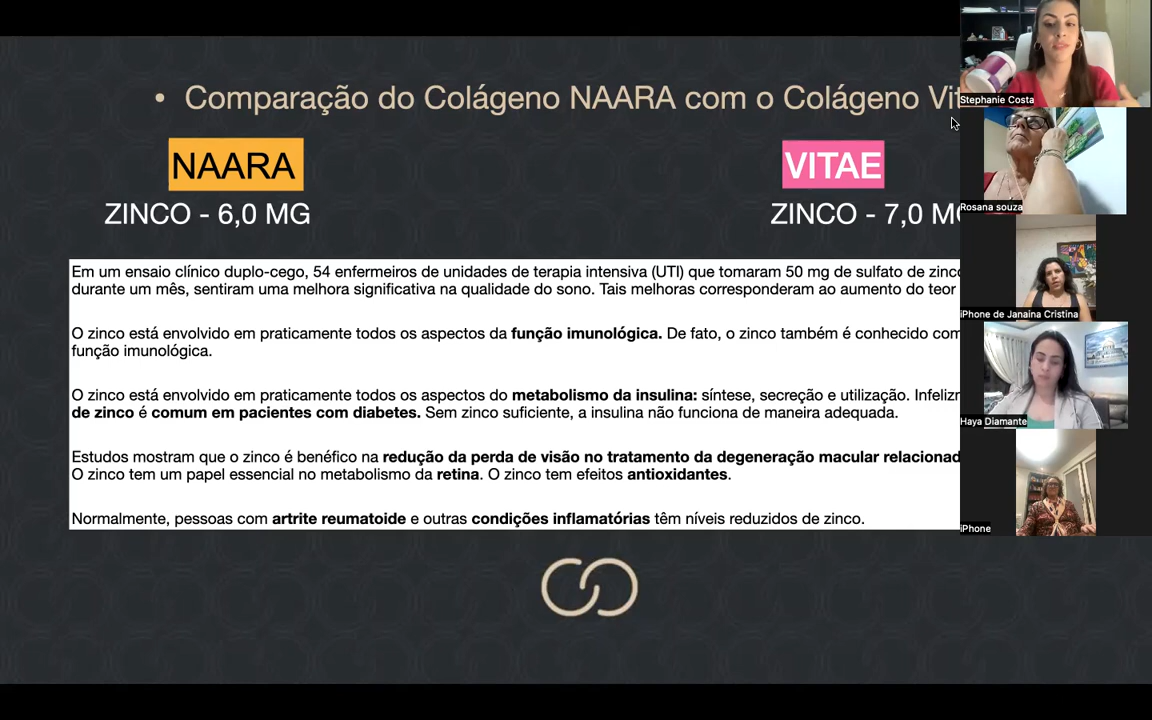 • Comparação do Colágeno NAARA com o Colágeno
NAARA
VITAE
ZINCO - 6,0 MG
ZINCO - 7,0
Em um ensaio clínico duplo-cego, 54 enfermeiros de unidades de terapia intensiva (UTI) que tomaram 50 mg de sulfato de zinco
durante um mês, sentiram uma melhora significativa na qualidade do sono. Tais melhoras corresponderam ao aumento do teor
O zinco está envolvido em praticamente todos os aspectos da função imunológica. De fato, o zinco também é conhecido
função imunológica.
O zinco está envolvido em praticamente todos os aspectos do metabolismo da insulina: síntese, secreção e utilização.
de zinco é comum em pacientes com diabetes. Sem zinco suficiente, a insulina não funciona de maneira adequada.
Estudos mostram que o zinco é benéfico na redução da perda de visão no tratamento da degeneração macular
O zinco tem um papel essencial no metabolismo da retina. O zinco tem efeitos antioxidantes.
Normalmente, pessoas com artrite reumatoide e outras condições inflamatórias têm níveis reduzidos de zinco.
Stephanie Costa
Rosana souza
iPhone de Janaina Cristina
Haya Diamante
iPhone